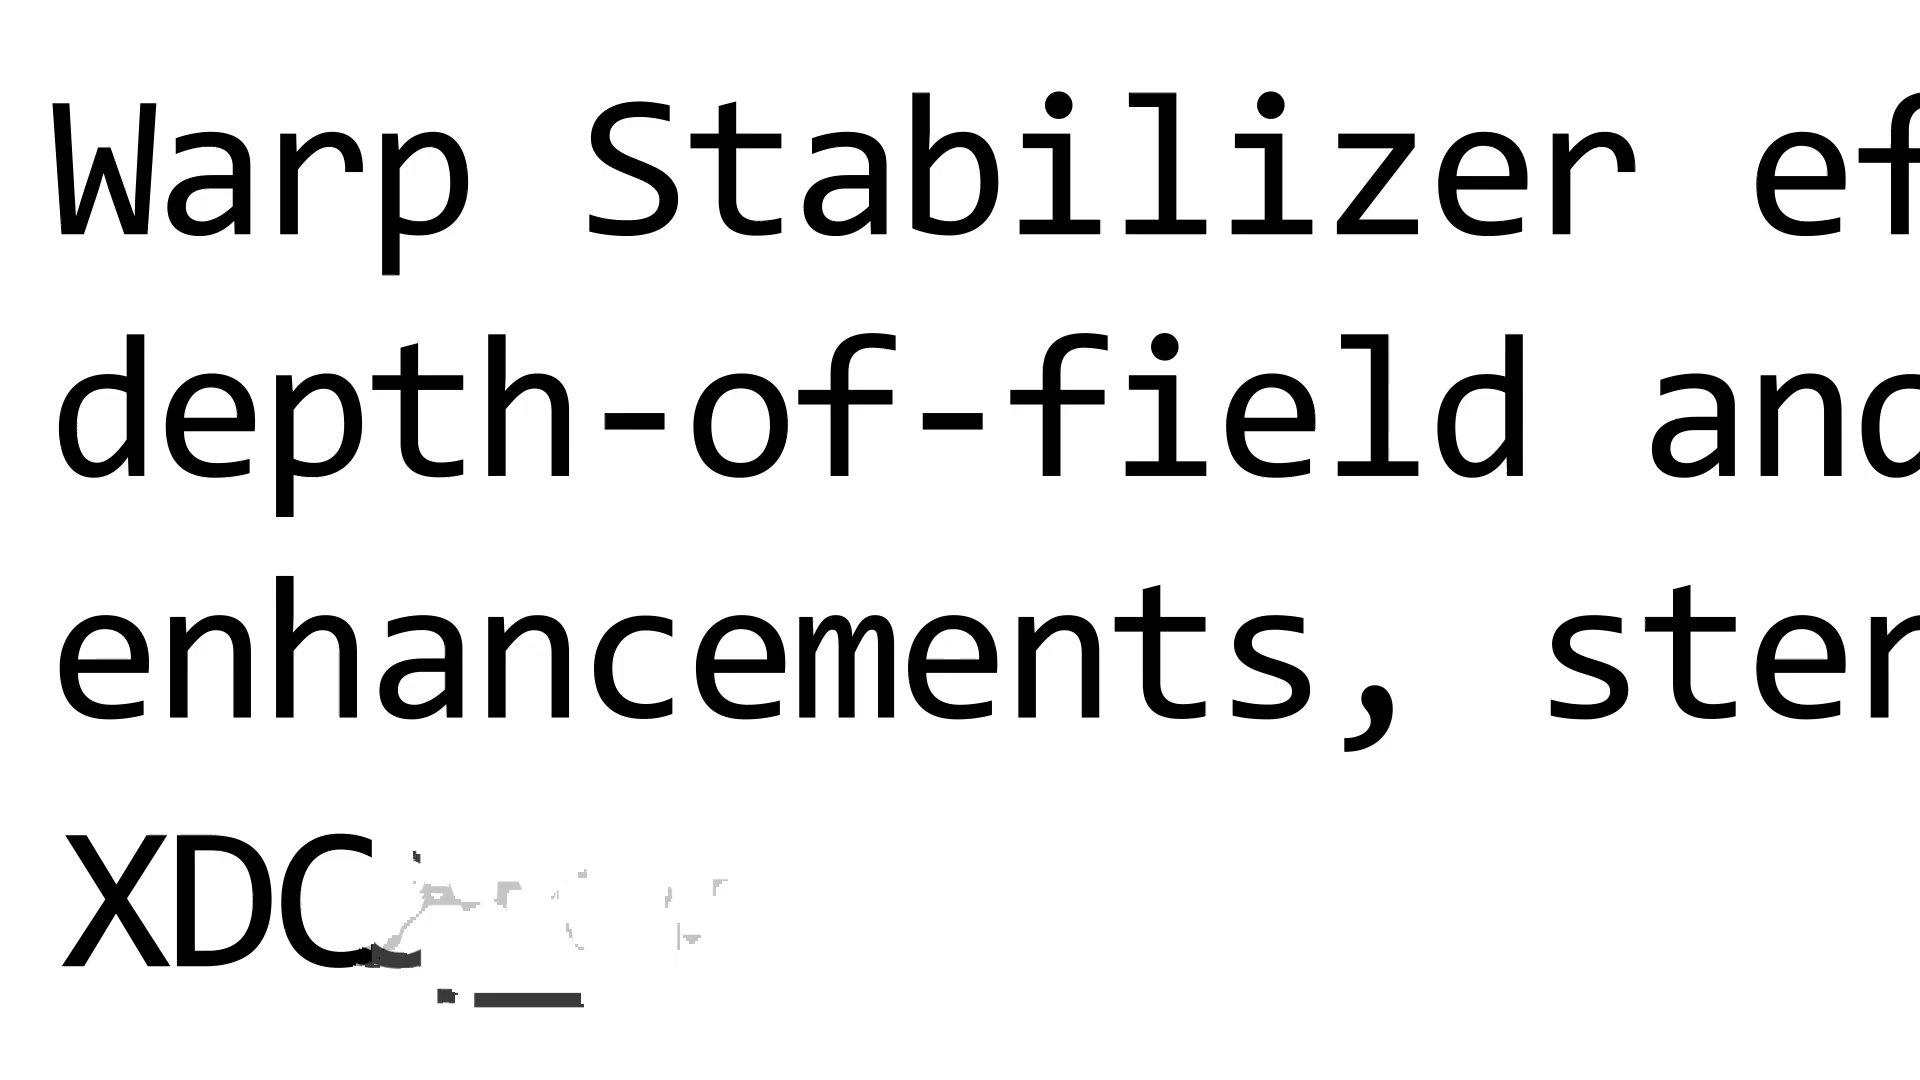 Warp Stabilizer ef
depth-of-field and
enhancements, ster
XDC